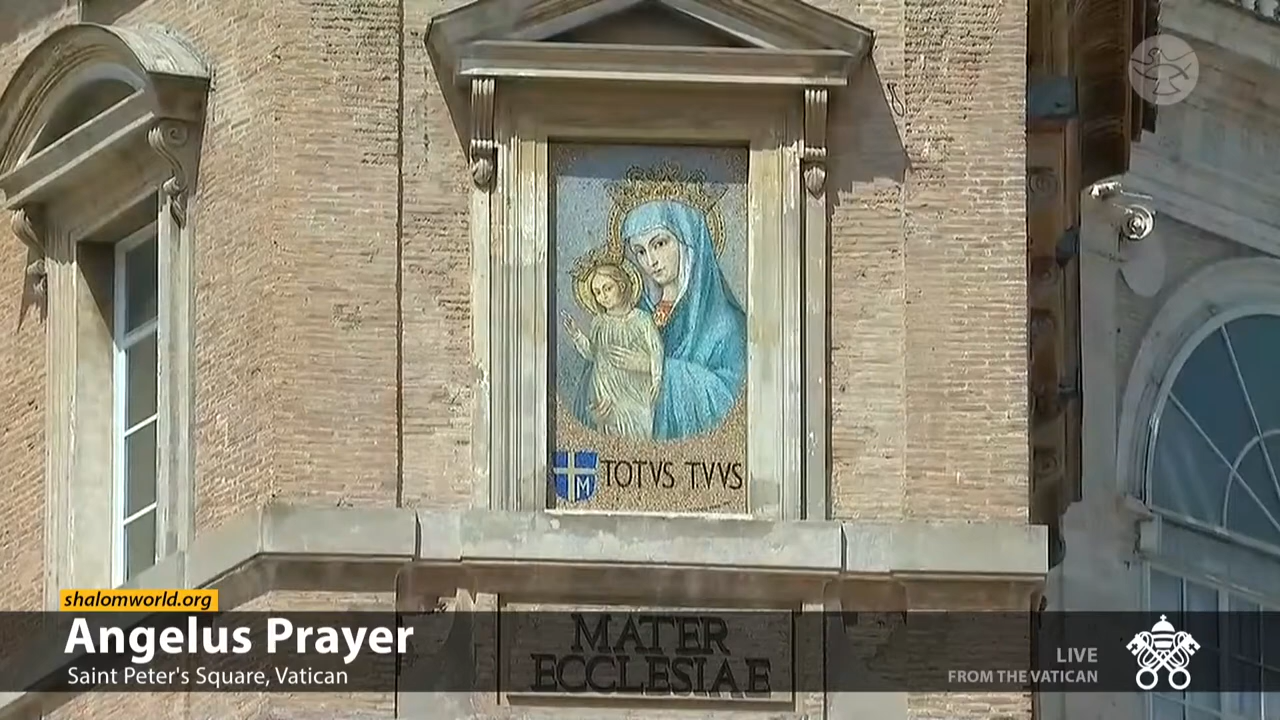 TOTVS TVVS
M
shalomworld.org
Angelus Prayer
Saint Peter's Square, Vatican
MATER
ECCLESIAE
LIVE
FROM THE VATICAN